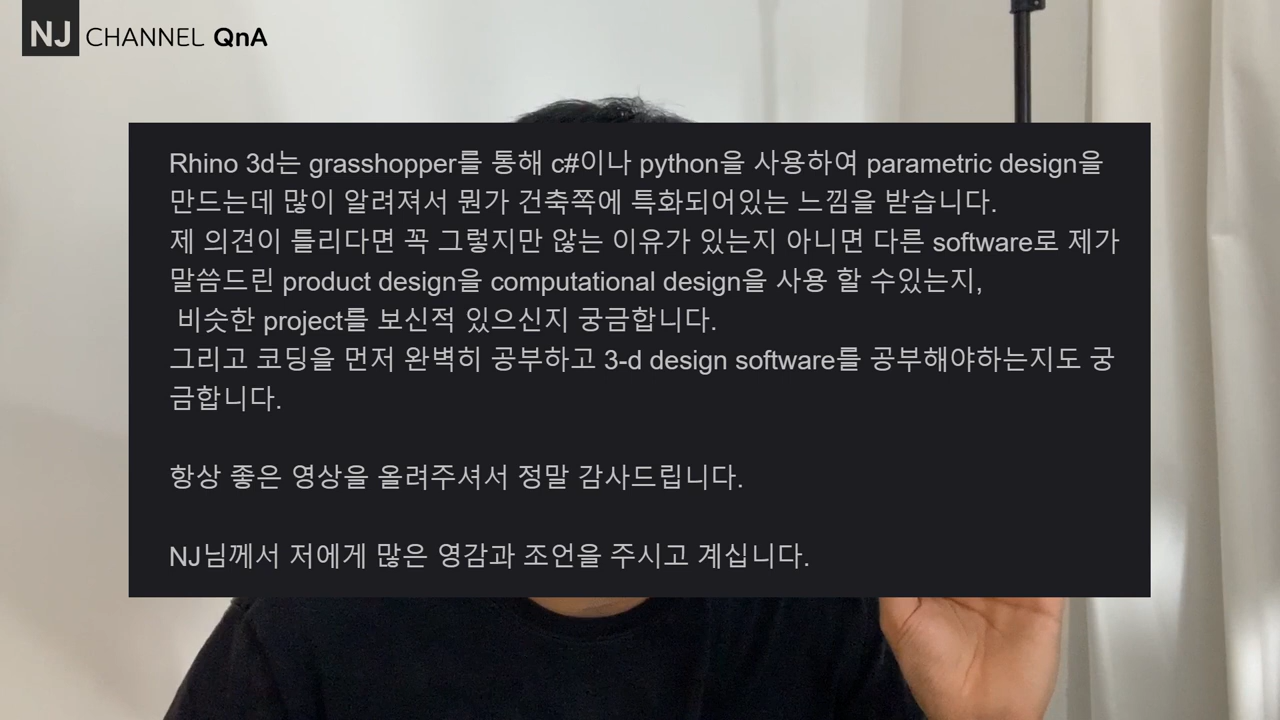 NJ CHANNEL QnA
Rhino 3d는 grasshopper를 통해 c#이나 python을 사용하여 parametric design을
만드는데 많이 알려져서 뭔가 건축쪽에 특화되어있는 느낌을 받습니다.
제 의견이 틀리다면 꼭 그렇지만 않는 이유가 있는지 아니면 다른 software로 제가
말씀드린 product design을 computational design을 사용 할 수있는지,
비슷한 project를 보신적 있으신지 궁금합니다.
그리고 코딩을 먼저 완벽히 공부하고 3-d design software를 공부해야하는지도 궁
금합니다.
항상 좋은 영상을 올려주셔서 정말 감사드립니다.
NJ님께서 저에게 많은 영감과 조언을 주시고 계십니다.